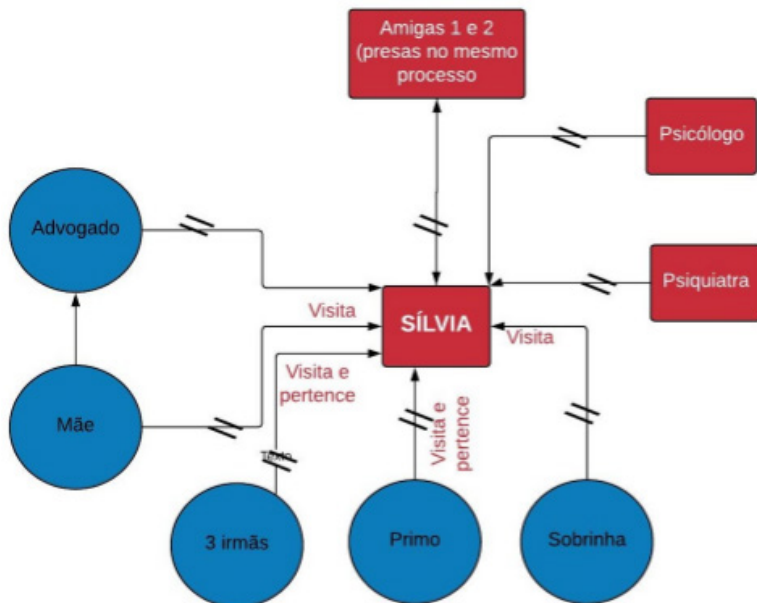 Amigas 1 e 2
(presas no mesmo
processo
Psicólogo
Advogado
Psiquiatra
SÍLVIA
Visita
Visita
Visita e
pertence
Mãe
Visita e
pertence
Texto
3 irmãs
Primo
Sobrinha